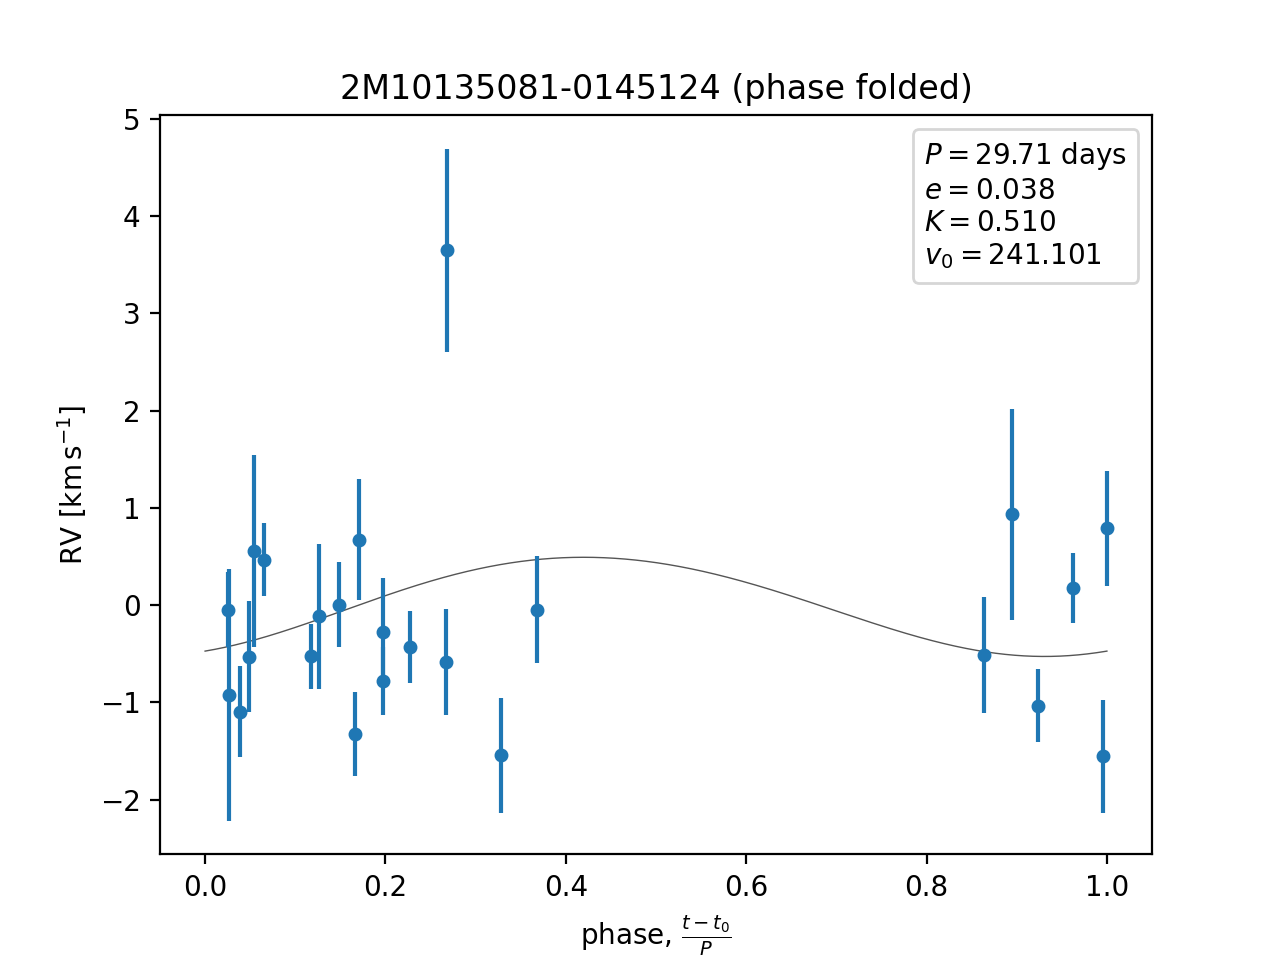 2M10135081-0145124 (phase folded)
P = 29.71 days
e = 0.038
K = 0.510
v₀ = 241.101
5
4
3
2
1
0
−1
−2
RV [km s⁻¹]
0.0 0.2 0.4 0.6 0.8 1.0
phase, (t − t₀)/P